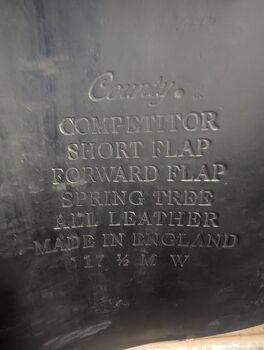 County.
COMPETITOR
SHORT FLAP
FORWARD FLAP
SPRING TREE
ALL LEATHER
MADE IN ENGLAND
17 ½ M W